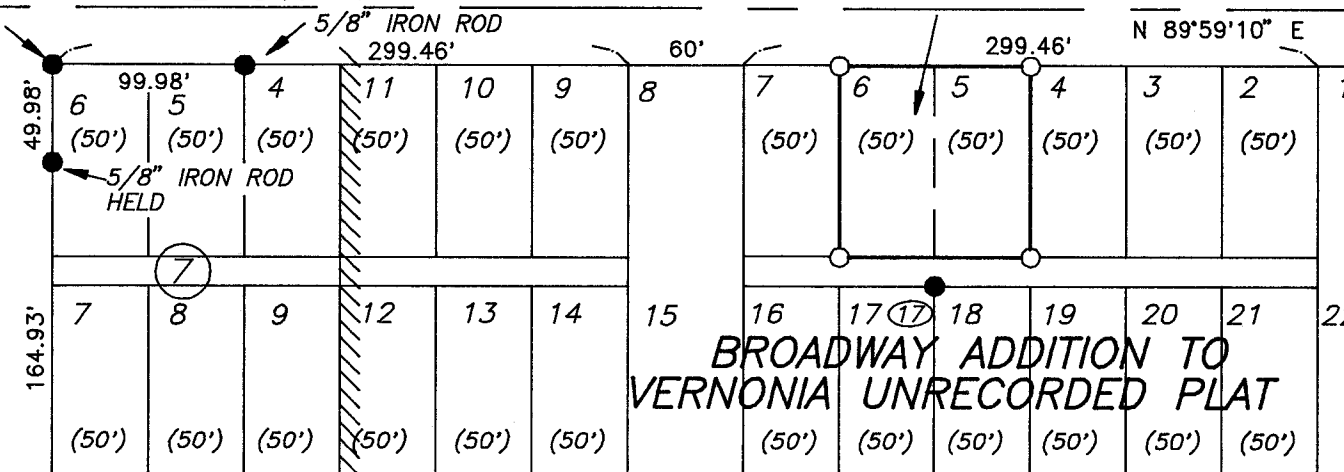 5/8" IRON ROD
N 89°59'10" E
299.46'
60'
299.46'
99.98'
49.98'
6 5 4 11 10 9 8 7 6 5 4 3 2
(50') (50') (50') (50') (50') (50') (50') (50') (50') (50') (50') (50')
5/8" IRON ROD
HELD
7
164.93'
7 8 9 12 13 14 15 16 17 17 18 19 20 21
BROADWAY ADDITION TO
VERNONIA UNRECORDED PLAT
(50') (50') (50') (50') (50') (50') (50') (50') (50') (50') (50') (50')